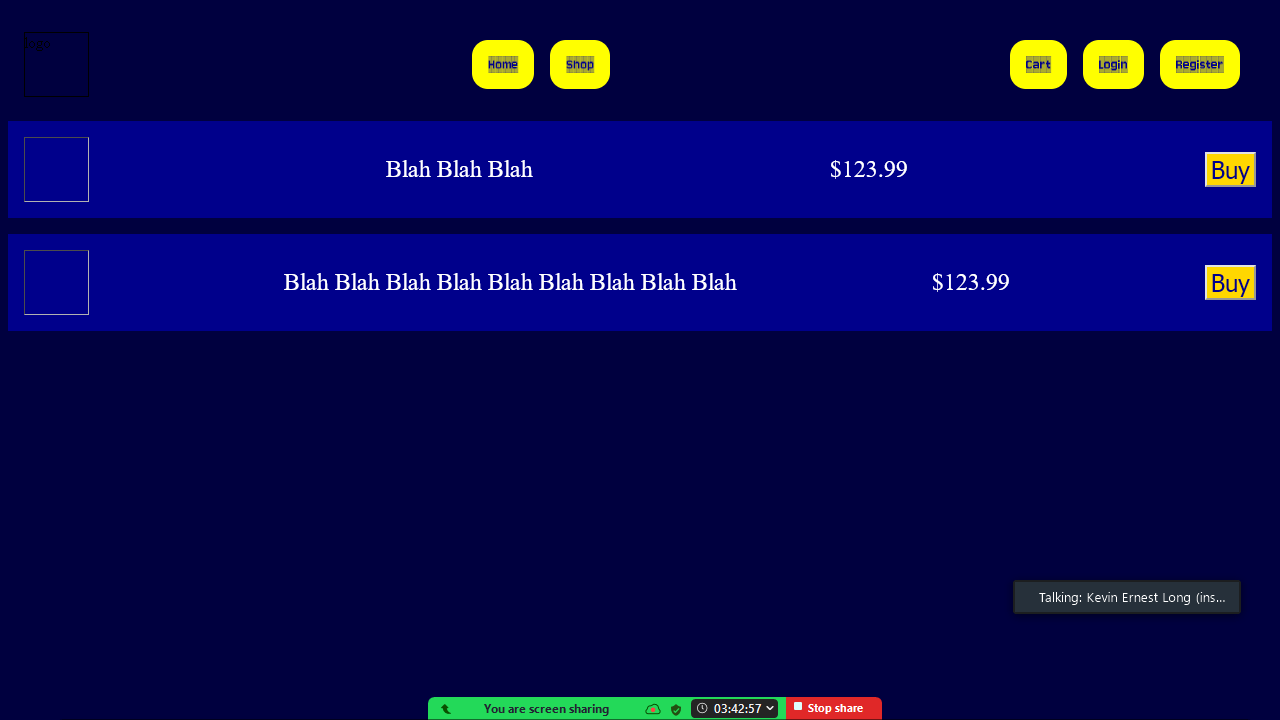 Home Shop Cart Login Register
Blah Blah Blah $123.99 Buy
Blah Blah Blah Blah Blah Blah Blah Blah Blah $123.99 Buy
Talking: Kevin Ernest Long (ins...
You are screen sharing 03:42:57 Stop share